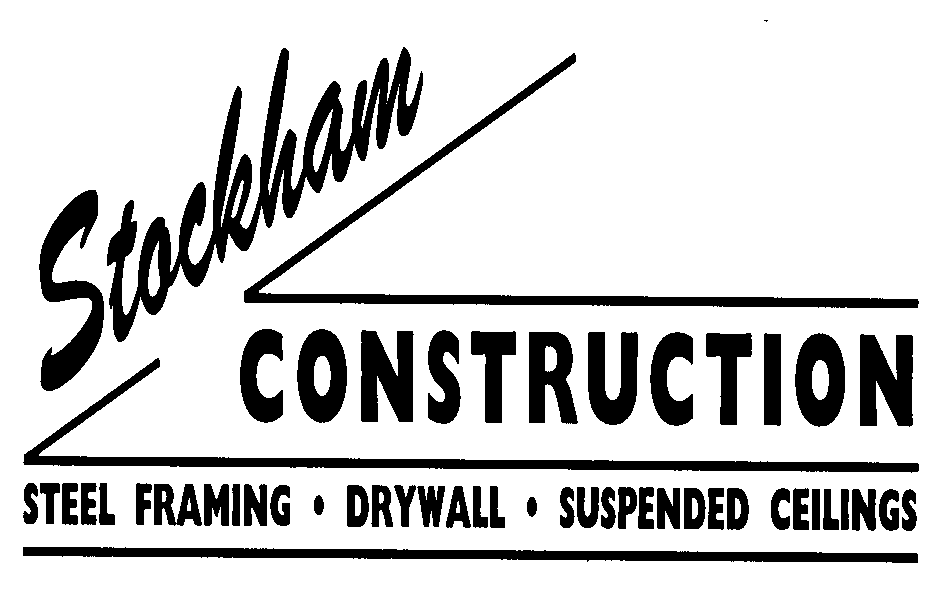 Stockham
CONSTRUCTION
STEEL FRAMING • DRYWALL • SUSPENDED CEILINGS